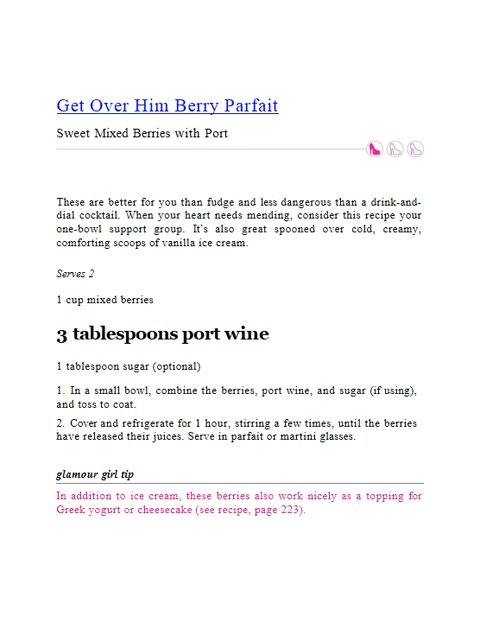 Get Over Him Berry Parfait
Sweet Mixed Berries with Port
These are better for you than fudge and less dangerous than a drink-and-
dial cocktail. When your heart needs mending, consider this recipe your
one-bowl support group. It's also great spooned over cold, creamy,
comforting scoops of vanilla ice cream.
Serves 2
1 cup mixed berries
3 tablespoons port wine
1 tablespoon sugar (optional)
1. In a small bowl, combine the berries, port wine, and sugar (if using),
and toss to coat.
2. Cover and refrigerate for 1 hour, stirring a few times, until the berries
have released their juices. Serve in parfait or martini glasses.
glamour girl tip
In addition to ice cream, these berries also work nicely as a topping for
Greek yogurt or cheesecake (see recipe, page 223).